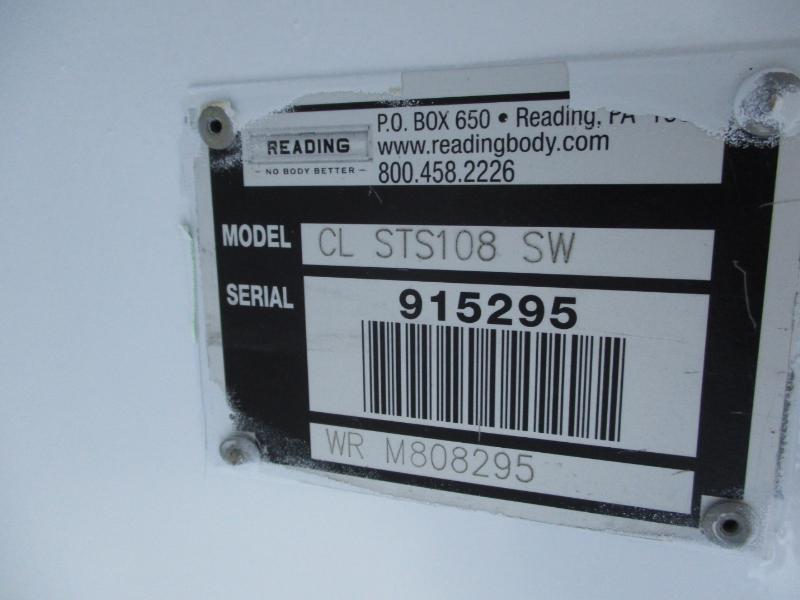 P.O. BOX 650 • Reading, PA
READING
www.readingbody.com
– NO BODY BETTER –
800.458.2226
MODEL CL STS108 SW
SERIAL 915295
WR M808295